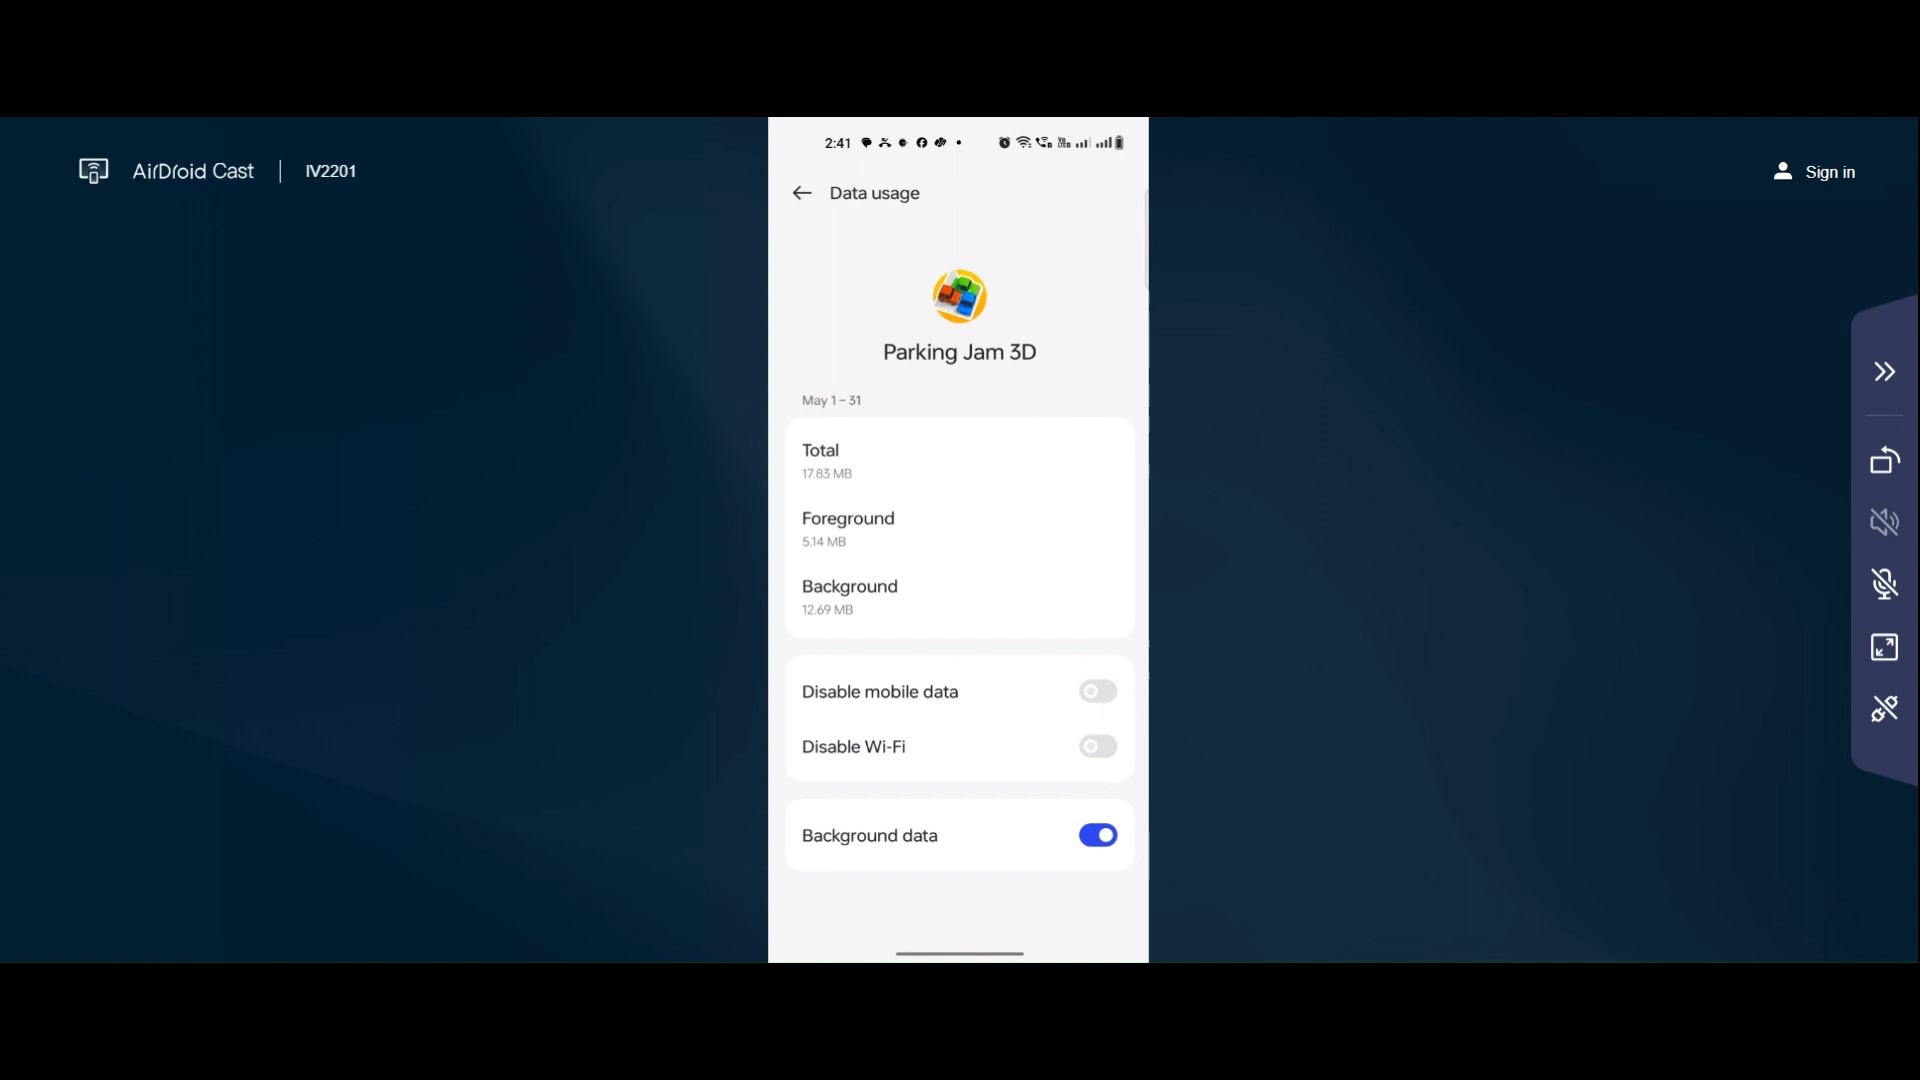 2:41
AirDroid Cast
IV2201
Sign in
Data usage
Parking Jam 3D
May 1 – 31
Total
17.83 MB
Foreground
5.14 MB
Background
12.69 MB
Disable mobile data
Disable Wi-Fi
Background data